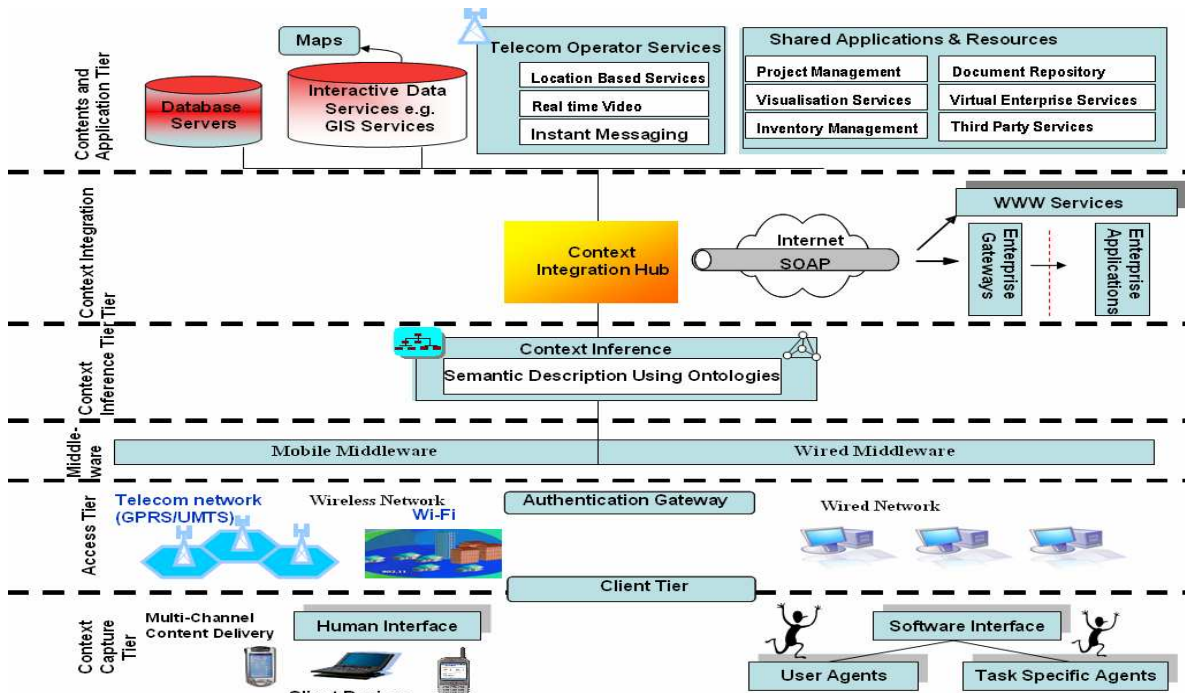 Contents and
Application Tier
Maps
Database
Servers
Interactive Data
Services e.g.
GIS Services
Telecom Operator Services
Location Based Services
Real time Video
Instant Messaging
Shared Applications & Resources
Project Management
Document Repository
Visualisation Services
Virtual Enterprise Services
Inventory Management
Third Party Services
Context Integration
Tier
Context
Integration Hub
Internet
SOAP
WWW Services
Enterprise
Gateways
Enterprise
Applications
Context
Inference Tier
Context Inference
Semantic Description Using Ontologies
Middle-
ware
Mobile Middleware
Wired Middleware
Access Tier
Telecom network
(GPRS/UMTS)
Wireless Network
Wi-Fi
802.11
Authentication Gateway
Wired Network
Client Tier
Context
Capture
Tier
Multi-Channel
Content Delivery
Human Interface
Client Devices
Software Interface
User Agents
Task Specific Agents